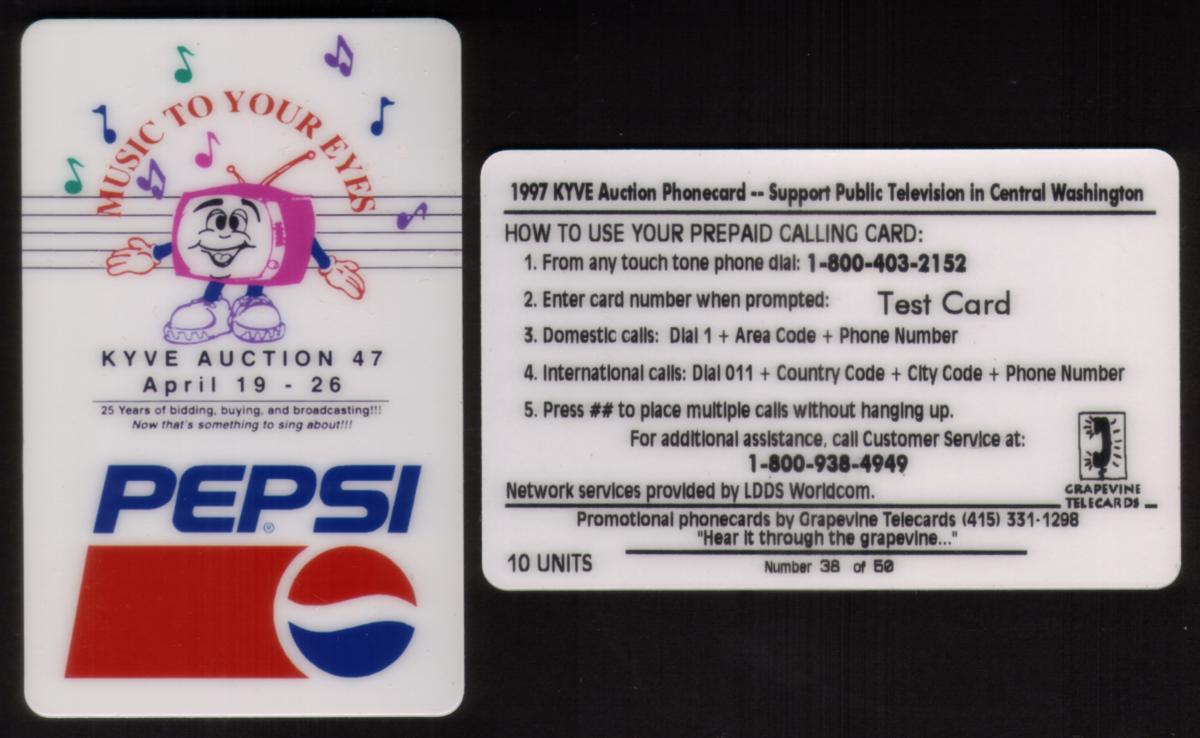 MUSIC TO YOUR EYES
KYVE AUCTION 47
April 19 - 26
25 Years of bidding, buying, and broadcasting!!!
Now that's something to sing about!!!
PEPSI
®
1997 KYVE Auction Phonecard -- Support Public Television in Central Washington
HOW TO USE YOUR PREPAID CALLING CARD:
1. From any touch tone phone dial: 1-800-403-2152
2. Enter card number when prompted: Test Card
3. Domestic calls: Dial 1 + Area Code + Phone Number
4. International calls: Dial 011 + Country Code + City Code + Phone Number
5. Press ## to place multiple calls without hanging up.
For additional assistance, call Customer Service at:
1-800-938-4949
Network services provided by LDDS Worldcom.
GRAPEVINE
TELECARDS
Promotional phonecards by Grapevine Telecards (415) 331-1298
"Hear it through the grapevine..."
10 UNITS
Number 38 of 50